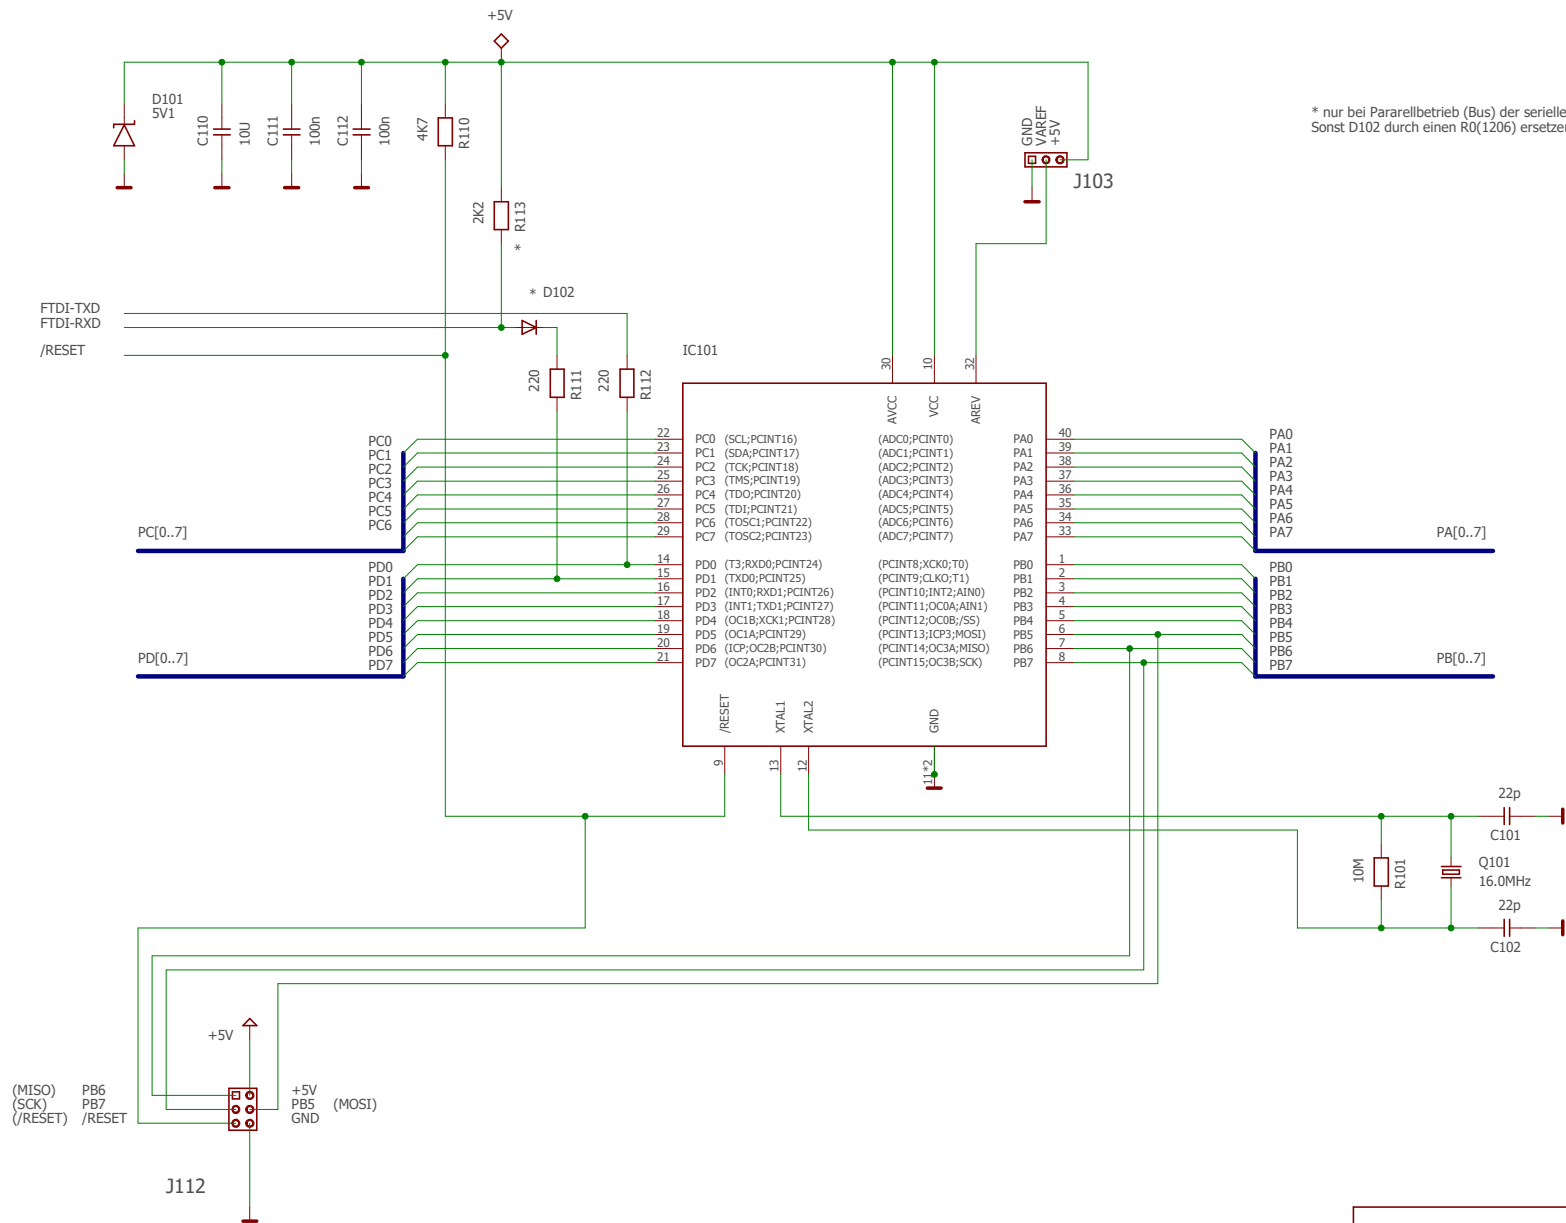 +5V
D101
5V1
C110
10U
C111
100n
C112
100n
4K7
R110
2K2
R113
*
GND
VAREF
+5V
J103
* nur bei Pararellbetrieb (Bus) der serielle
Sonst D102 durch einen R0(1206) ersetzen
* D102
FTDI-TXD
FTDI-RXD
/RESET
220
R111
220
R112
IC101
30
10
32
AVCC
VCC
AREV
PC0
PC1
PC2
PC3
PC4
PC5
PC6
PC[0..7]
PD0
PD1
PD2
PD3
PD4
PD5
PD6
PD7
PD[0..7]
22 PC0 (SCL;PCINT16)
23 PC1 (SDA;PCINT17)
24 PC2 (TCK;PCINT18)
25 PC3 (TMS;PCINT19)
26 PC4 (TDO;PCINT20)
27 PC5 (TDI;PCINT21)
28 PC6 (TOSC1;PCINT22)
29 PC7 (TOSC2;PCINT23)
14 PD0 (T3;RXD0;PCINT24)
15 PD1 (TXD0;PCINT25)
16 PD2 (INT0;RXD1;PCINT26)
17 PD3 (INT1;TXD1;PCINT27)
18 PD4 (OC1B;XCK1;PCINT28)
19 PD5 (OC1A;PCINT29)
20 PD6 (ICP;OC2B;PCINT30)
21 PD7 (OC2A;PCINT31)
(ADC0;PCINT0) PA0 40
(ADC1;PCINT1) PA1 39
(ADC2;PCINT2) PA2 38
(ADC3;PCINT3) PA3 37
(ADC4;PCINT4) PA4 36
(ADC5;PCINT5) PA5 35
(ADC6;PCINT6) PA6 34
(ADC7;PCINT7) PA7 33
(PCINT8;XCK0;T0) PB0 1
(PCINT9;CLKO;T1) PB1 2
(PCINT10;INT2;AIN0) PB2 3
(PCINT11;OC0A;AIN1) PB3 4
(PCINT12;OC0B;/SS) PB4 5
(PCINT13;ICP3;MOSI) PB5 6
(PCINT14;OC3A;MISO) PB6 7
(PCINT15;OC3B;SCK) PB7 8
PA0
PA1
PA2
PA3
PA4
PA5
PA6
PA7
PA[0..7]
PB0
PB1
PB2
PB3
PB4
PB5
PB6
PB7
PB[0..7]
/RESET
XTAL1
XTAL2
GND
9
13
12
11*2
22p
C101
10M
R101
Q101
16.0MHz
22p
C102
+5V
(MISO) PB6
(SCK) PB7
(/RESET) /RESET
+5V
PB5 (MOSI)
GND
J112